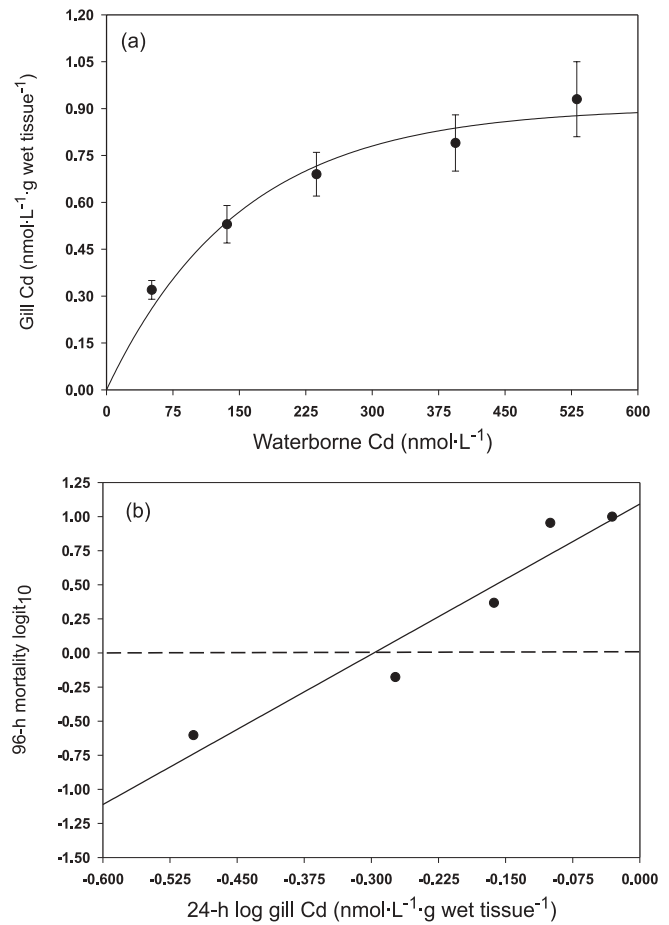 (a)
1.20
1.05
0.90
0.75
0.60
0.45
0.30
0.15
0.00
Gill Cd (nmol·L⁻¹·g wet tissue⁻¹)
0 75 150 225 300 375 450 525 600
Waterborne Cd (nmol·L⁻¹)
(b)
1.25
1.00
0.75
0.50
0.25
0.00
-0.25
-0.50
-0.75
-1.00
-1.25
-1.50
96-h mortality logit₁₀
-0.600 -0.525 -0.450 -0.375 -0.300 -0.225 -0.150 -0.075 0.000
24-h log gill Cd (nmol·L⁻¹·g wet tissue⁻¹)